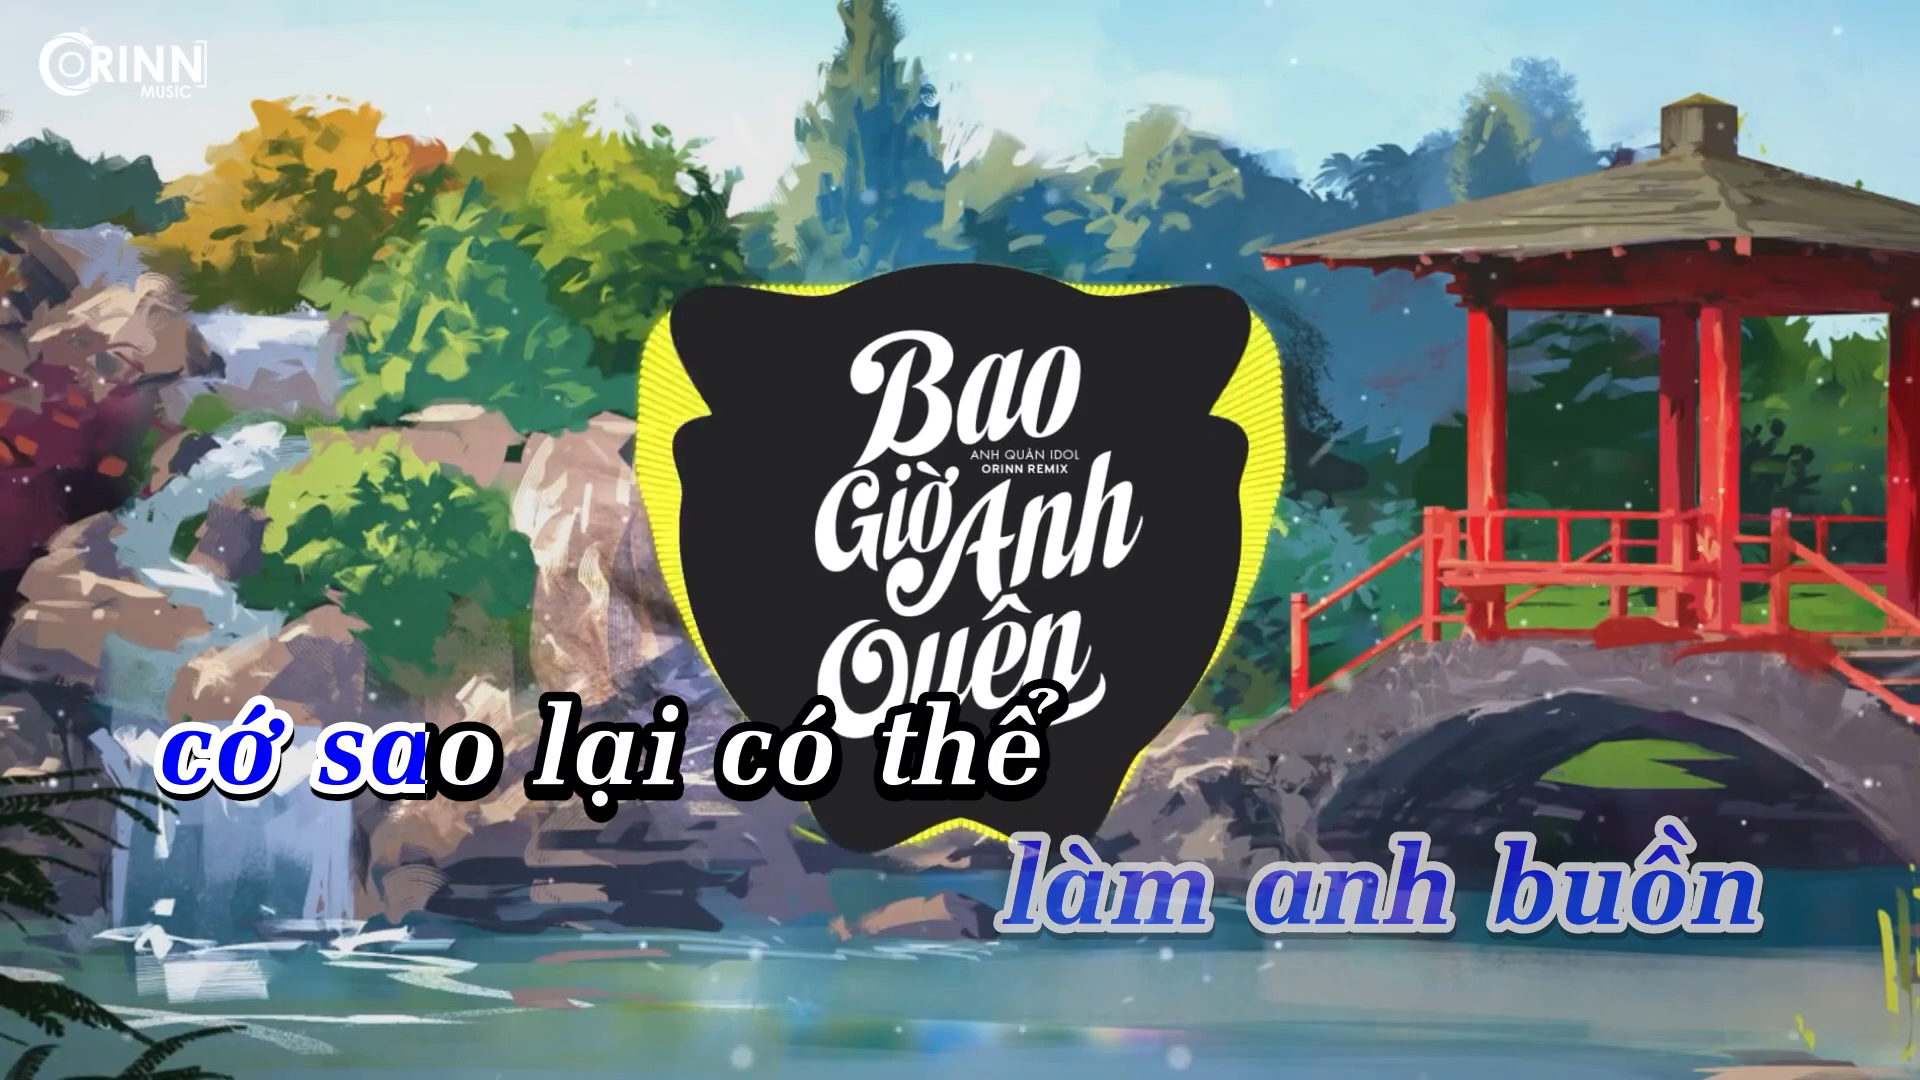 ORINN
MUSIC
Bao
ANH QUÂN IDOL
ORINN REMIX
Giờ Anh
Quên
cớ sao lại có thể
làm anh buồn